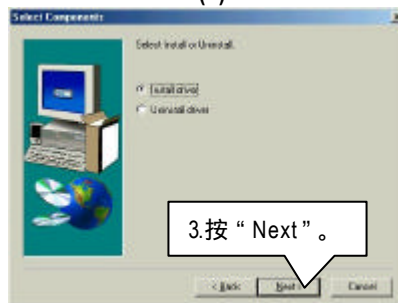 Select Components
Select Install or Uninstall.
Install driver
Uninstall driver
3.按“Next”。
< Back
Next >
Cancel